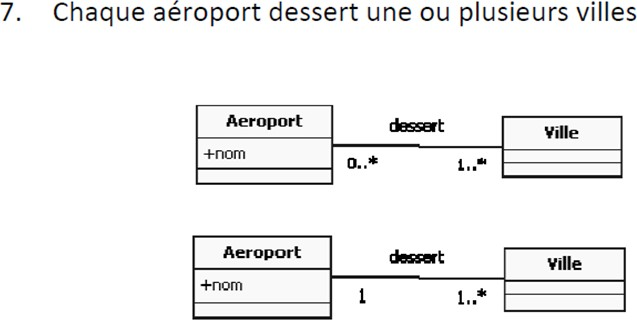 7. Chaque aéroport dessert une ou plusieurs villes
Aeroport
dessert
Ville
+nom
0..*
1..*
Aeroport
dessert
Ville
+nom
1
1..*